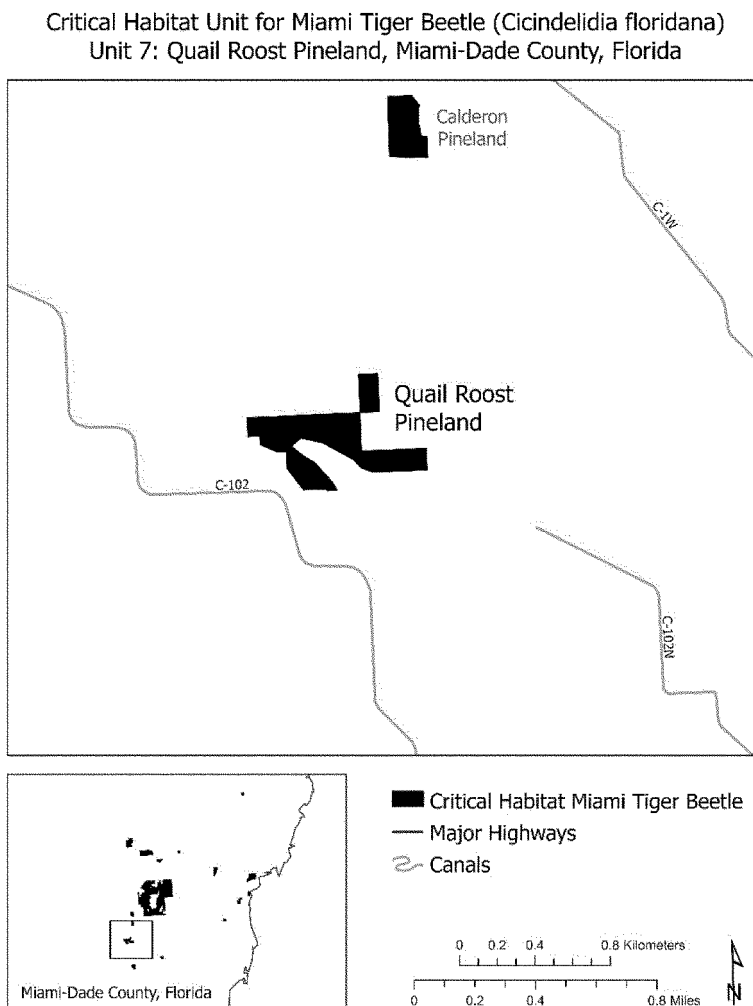 Critical Habitat Unit for Miami Tiger Beetle (Cicindelidia floridana)
Unit 7: Quail Roost Pineland, Miami-Dade County, Florida
Calderon
Pineland
C-1W
Quail Roost
Pineland
C-102
C-102N
Critical Habitat Miami Tiger Beetle
Major Highways
Canals
Miami-Dade County, Florida
0 0.2 0.4 0.8 Kilometers
0 0.2 0.4 0.8 Miles
N